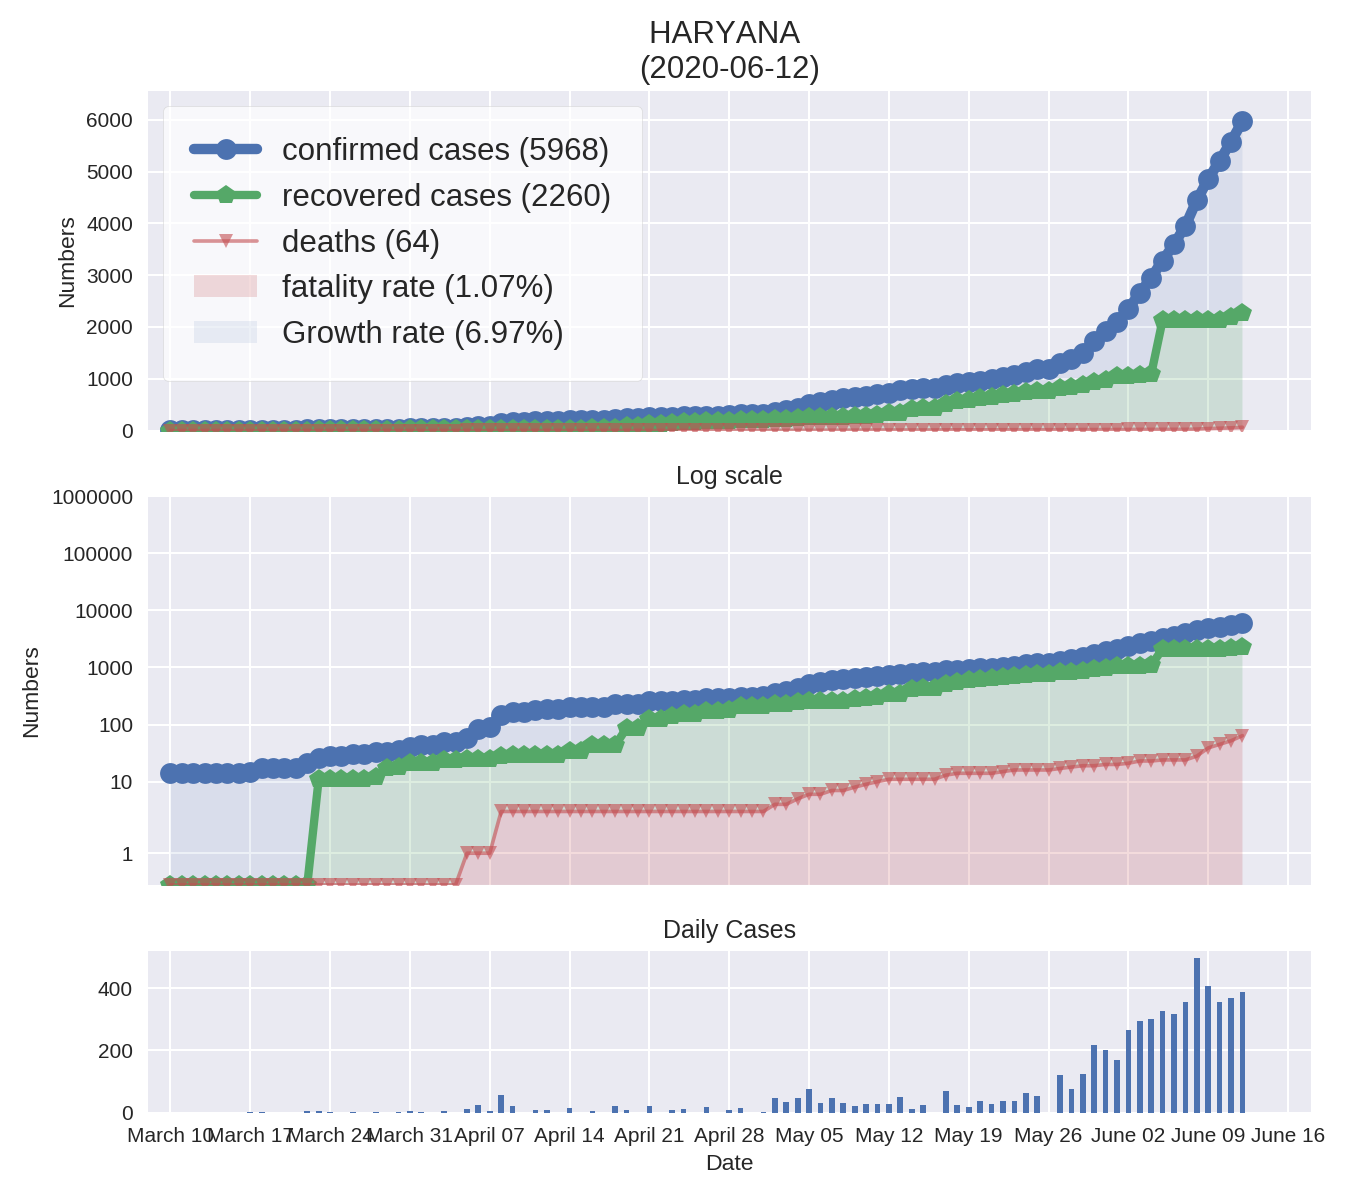 HARYANA
(2020-06-12)
6000
5000
4000
3000
2000
1000
0
Numbers
confirmed cases (5968)
recovered cases (2260)
deaths (64)
fatality rate (1.07%)
Growth rate (6.97%)
Log scale
1000000
100000
10000
1000
100
10
1
Numbers
Daily Cases
400
200
0
March 10 March 17 March 24 March 31 April 07 April 14 April 21 April 28 May 05 May 12 May 19 May 26 June 02 June 09 June 16
Date